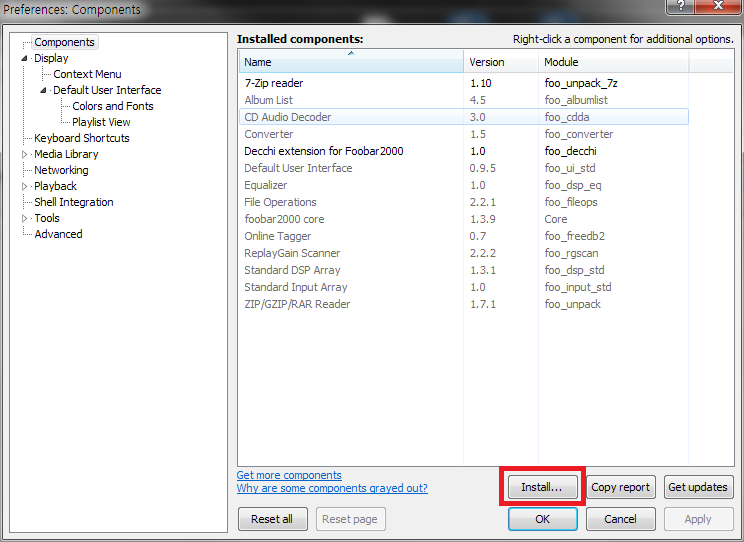 Preferences: Components
?
Components
Display
Context Menu
Default User Interface
Colors and Fonts
Playlist View
Keyboard Shortcuts
Media Library
Networking
Playback
Shell Integration
Tools
Advanced
Installed components: Right-click a component for additional options.
Name Version Module
7-Zip reader 1.10 foo_unpack_7z
Album List 4.5 foo_albumlist
CD Audio Decoder 3.0 foo_cdda
Converter 1.5 foo_converter
Decchi extension for Foobar2000 1.0 foo_decchi
Default User Interface 0.9.5 foo_ui_std
Equalizer 1.0 foo_dsp_eq
File Operations 2.2.1 foo_fileops
foobar2000 core 1.3.9 Core
Online Tagger 0.7 foo_freedb2
ReplayGain Scanner 2.2.2 foo_rgscan
Standard DSP Array 1.3.1 foo_dsp_std
Standard Input Array 1.0 foo_input_std
ZIP/GZIP/RAR Reader 1.7.1 foo_unpack
Get more components
Why are some components grayed out?
Install... Copy report Get updates
Reset all Reset page OK Cancel Apply